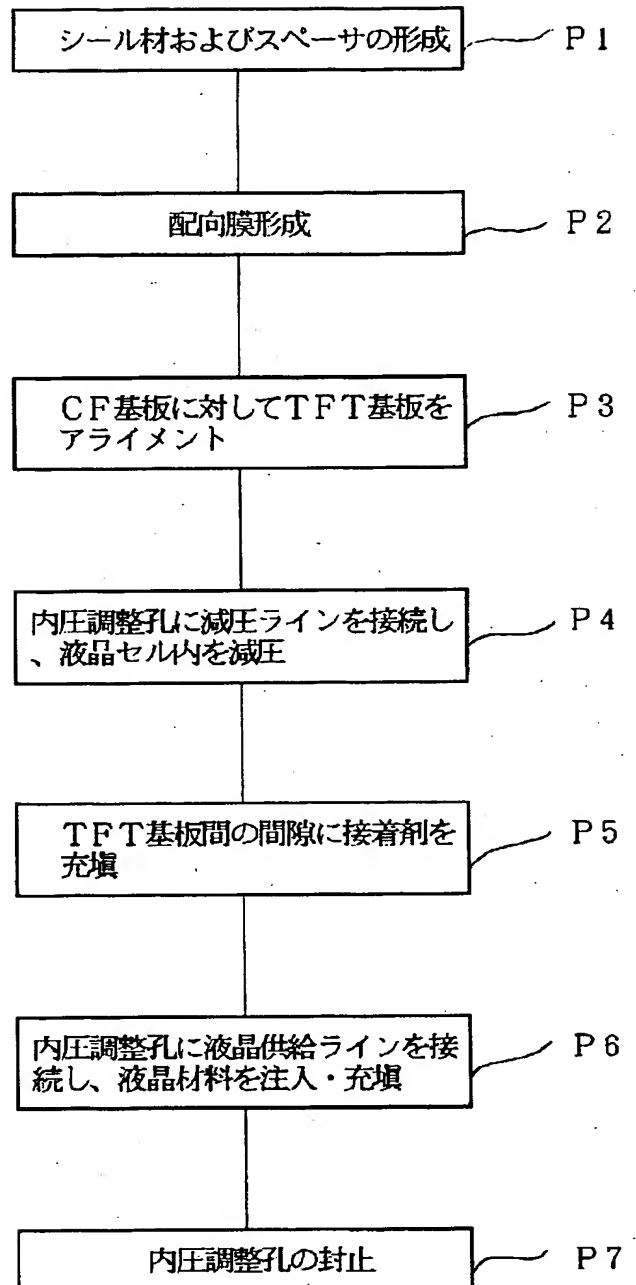 シール材およびスペーサの形成 P1
配向膜形成 P2
CF基板に対してTFT基板を P3
アライメント
内圧調整孔に減圧ラインを接続し P4
、液晶セル内を減圧
TFT基板間の間隙に接着剤を P5
充塡
内圧調整孔に液晶供給ラインを接 P6
続し、液晶材料を注入・充塡
内圧調整孔の封止 P7